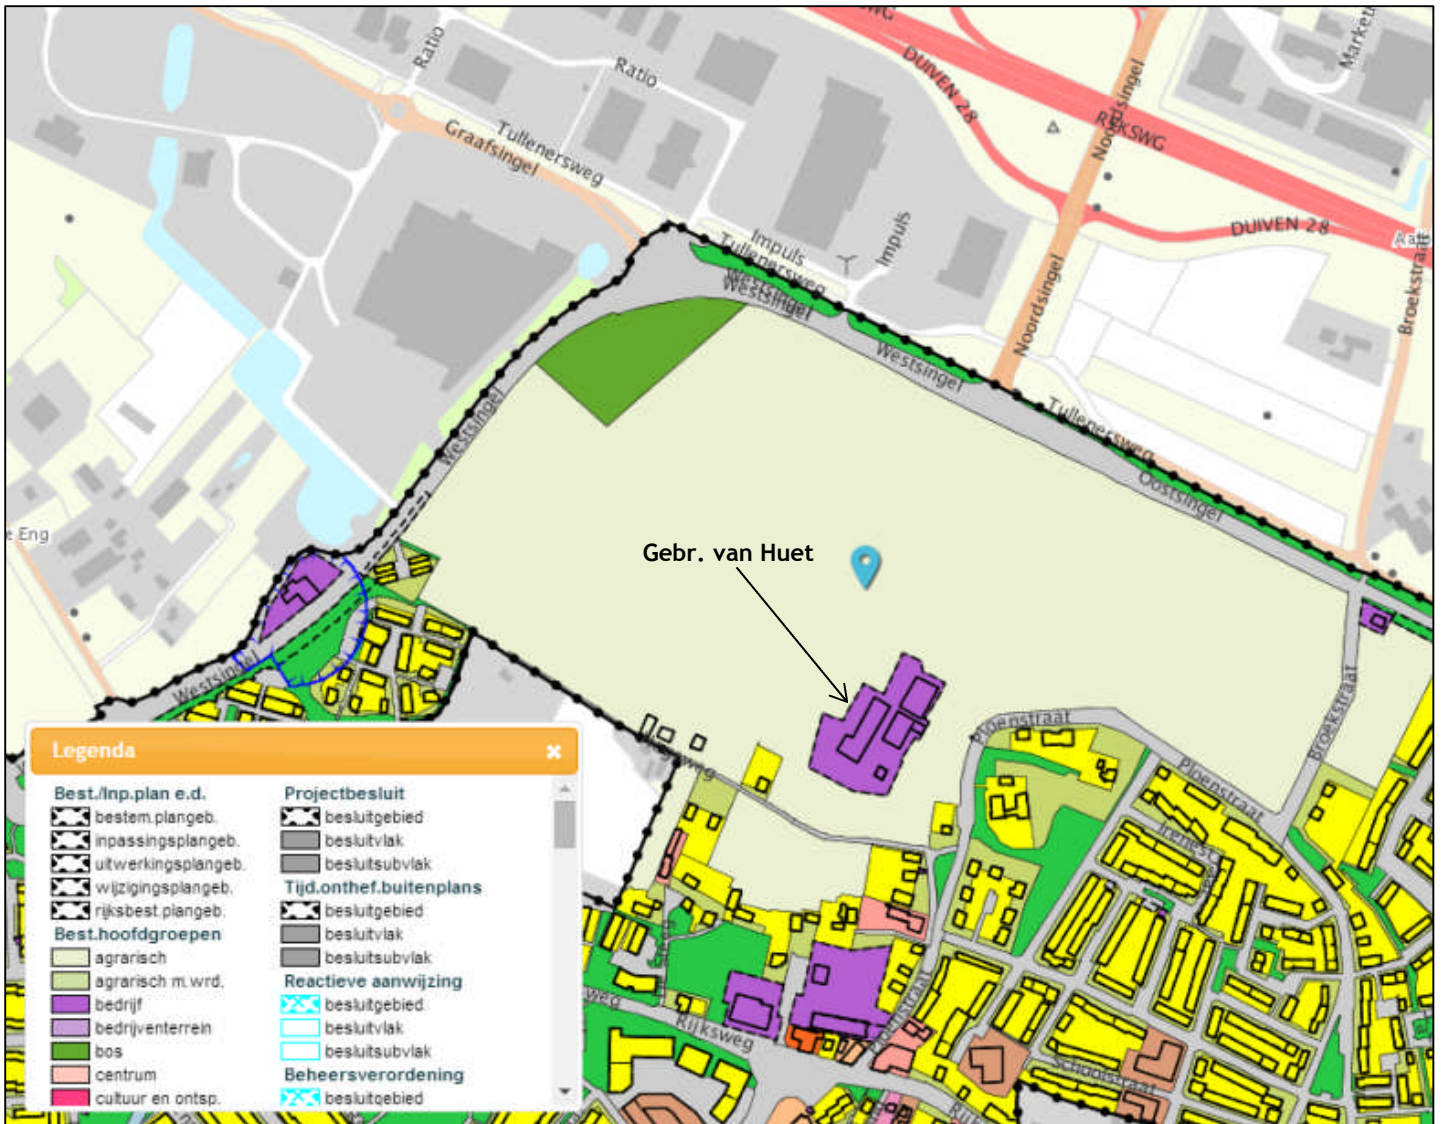 Ratio
Ratio
Marketi
DUIVEN 28
RIJKSWG
Noordsingel
Tullenersweg
Graafsingel
Impuls
Impuls
DUIVEN 28
Tullenersweg
Westsingel
Westsingel
Noordsingel
Broekstraat
Westsingel
Westsingel
Tullenersweg
Oostsingel
e Eng
Gebr. van Huet
Westsingel
Broekstraat
Ploenstraat
Ploenstraat
Rijksweg
Ploenstraat
Schoolstraat
Legenda
Best./Inp.plan e.d.
bestem.plangeb.
inpassingsplangeb.
uitwerkingsplangeb.
wijzigingsplangeb.
rijksbest.plangeb.
Best.hoofdgroepen
agrarisch
agrarisch m.wrd.
bedrijf
bedrijventerrein
bos
centrum
cultuur en ontsp.
Projectbesluit
besluitgebied
besluitvlak
besluitsubvlak
Tijd.onthef.buitenplans
besluitgebied
besluitvlak
besluitsubvlak
Reactieve aanwijzing
besluitgebied
besluitvlak
besluitsubvlak
Beheersverordening
besluitgebied